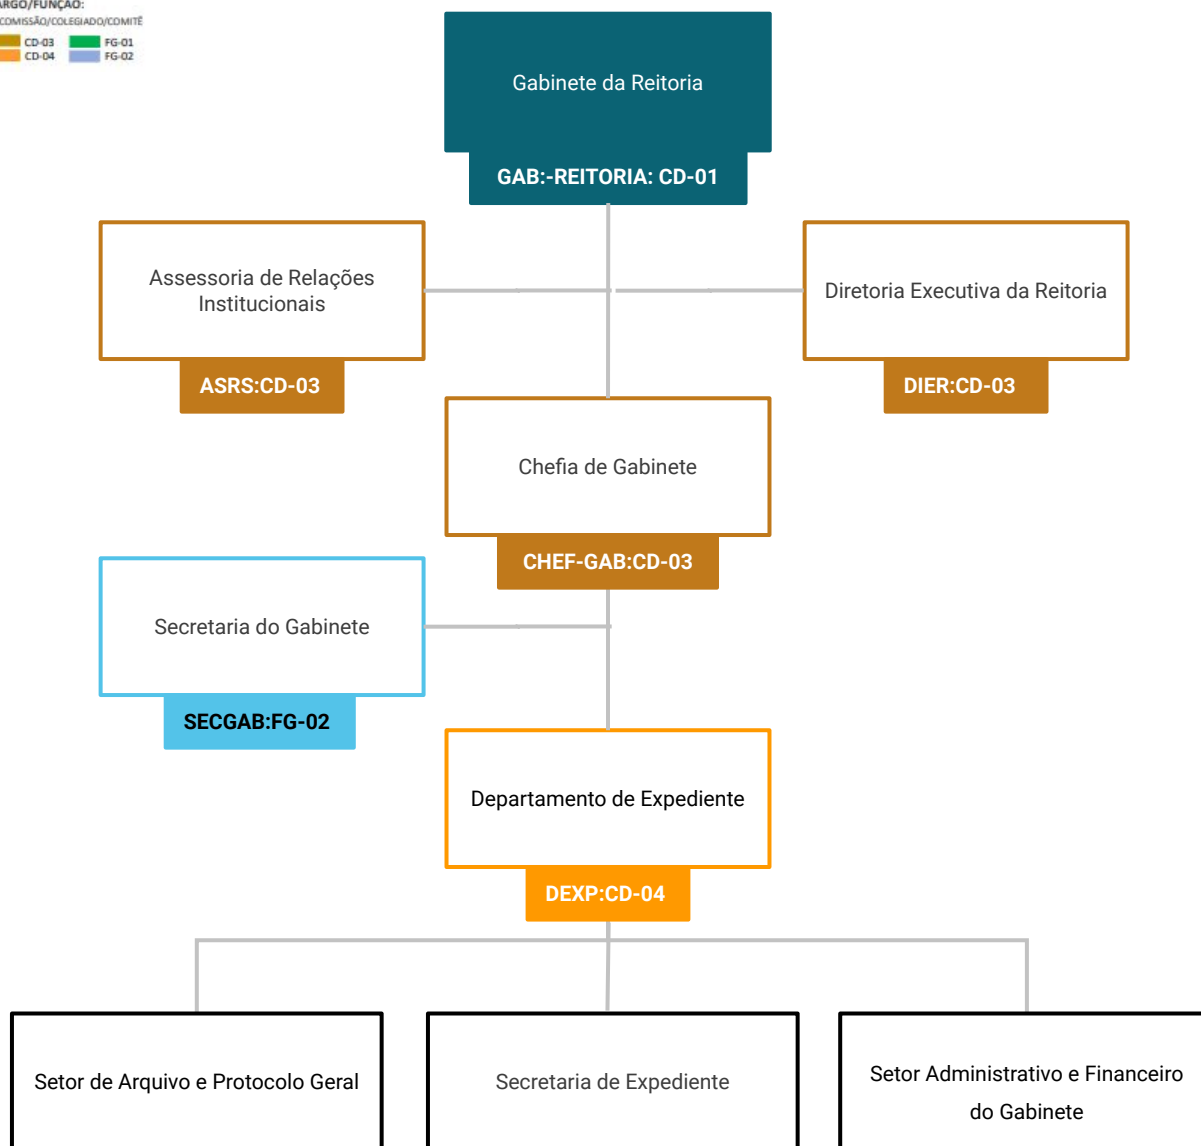 ARGO/FUNÇÃO:
COMISSÃO/COLEGIADO/COMITÊ
CD-03 FG-01
CD-04 FG-02
Gabinete da Reitoria
GAB:-REITORIA: CD-01
Assessoria de Relações
Institucionais
ASRS:CD-03
Diretoria Executiva da Reitoria
DIER:CD-03
Chefia de Gabinete
CHEF-GAB:CD-03
Secretaria do Gabinete
SECGAB:FG-02
Departamento de Expediente
DEXP:CD-04
Setor de Arquivo e Protocolo Geral
Secretaria de Expediente
Setor Administrativo e Financeiro
do Gabinete